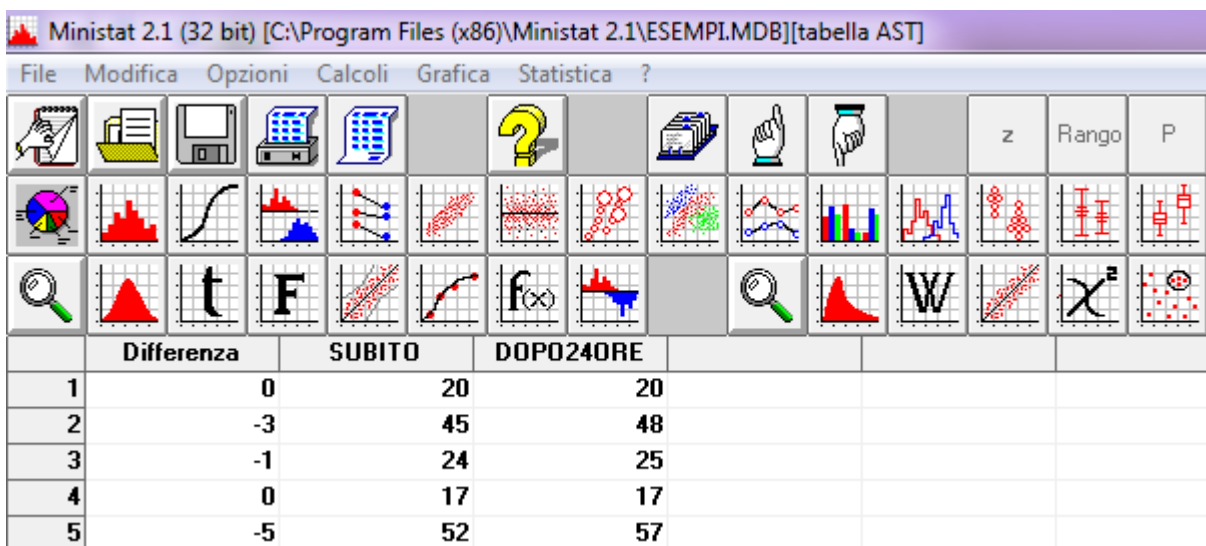 Ministat 2.1 (32 bit) [C:\Program Files (x86)\Ministat 2.1\ESEMPI.MDB][tabella AST]
File Modifica Opzioni Calcoli Grafica Statistica ?
z Rango P
t F f(x) W X²
Differenza SUBITO DOPO24ORE
1 0 20 20
2 -3 45 48
3 -1 24 25
4 0 17 17
5 -5 52 57